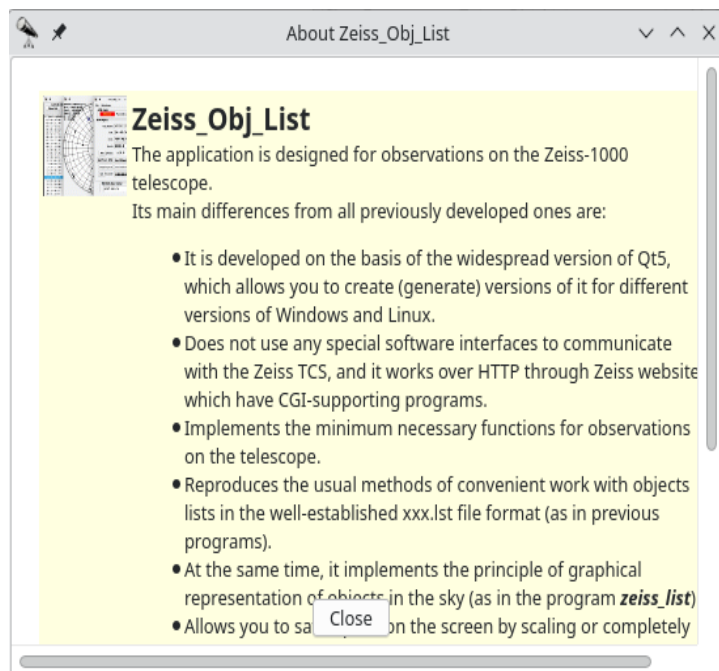 About Zeiss_Obj_List
Zeiss_Obj_List
The application is designed for observations on the Zeiss-1000
telescope.
Its main differences from all previously developed ones are:
It is developed on the basis of the widespread version of Qt5,
which allows you to create (generate) versions of it for different
versions of Windows and Linux.
Does not use any special software interfaces to communicate
with the Zeiss TCS, and it works over HTTP through Zeiss website
which have CGI-supporting programs.
Implements the minimum necessary functions for observations
on the telescope.
Reproduces the usual methods of convenient work with objects
lists in the well-established xxx.lst file format (as in previous
programs).
At the same time, it implements the principle of graphical
representation of objects in the sky (as in the program zeiss_list)
Allows you to on the screen by scaling or completely
Close